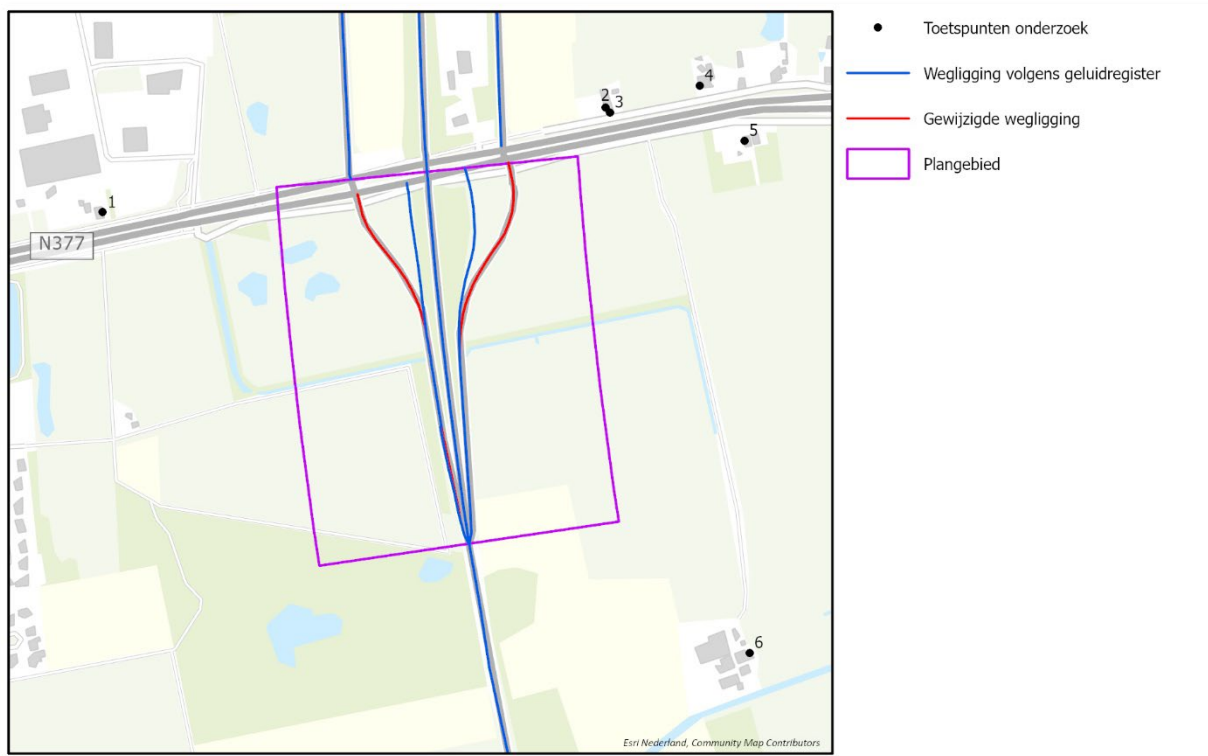 Toetspunten onderzoek
Wegligging volgens geluidregister
Gewijzigde wegligging
Plangebied
1
2
3
4
5
6
N377
Esri Nederland, Community Map Contributors